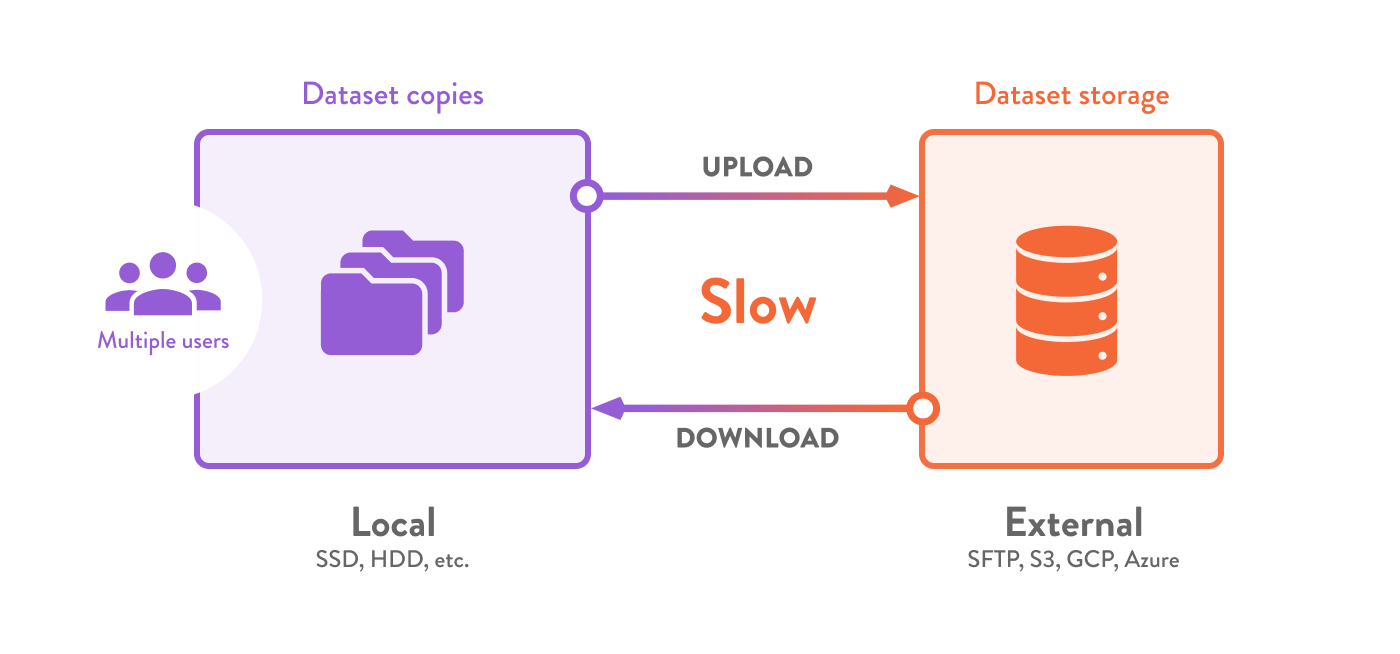 Dataset copies
Dataset storage
UPLOAD
Slow
Multiple users
DOWNLOAD
Local
SSD, HDD, etc.
External
SFTP, S3, GCP, Azure